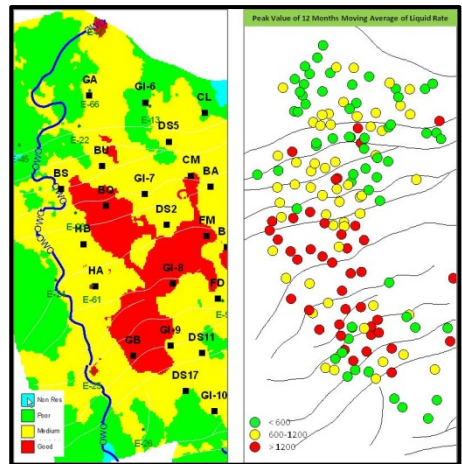 Peak Value of 12 Months Moving Average of Liquid Rate
GA
GI-6
E-66
E-13
CL
E-22
DS5
BU
CM
BS
GI-7
BA
BQ
DS2
HB
FM
B
GI-8
HA
E-61
FD
GI-9
GB
DS11
DS17
E-25
GI-10
E-26
Non Res
Poor
Medium
Good
< 600
600-1200
>1200